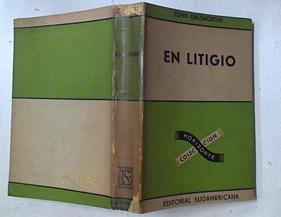 JOHN GALSWORTHY
EN LITIGIO
COLECCION
HORIZONTE
EDITORIAL SUDAMERICANA